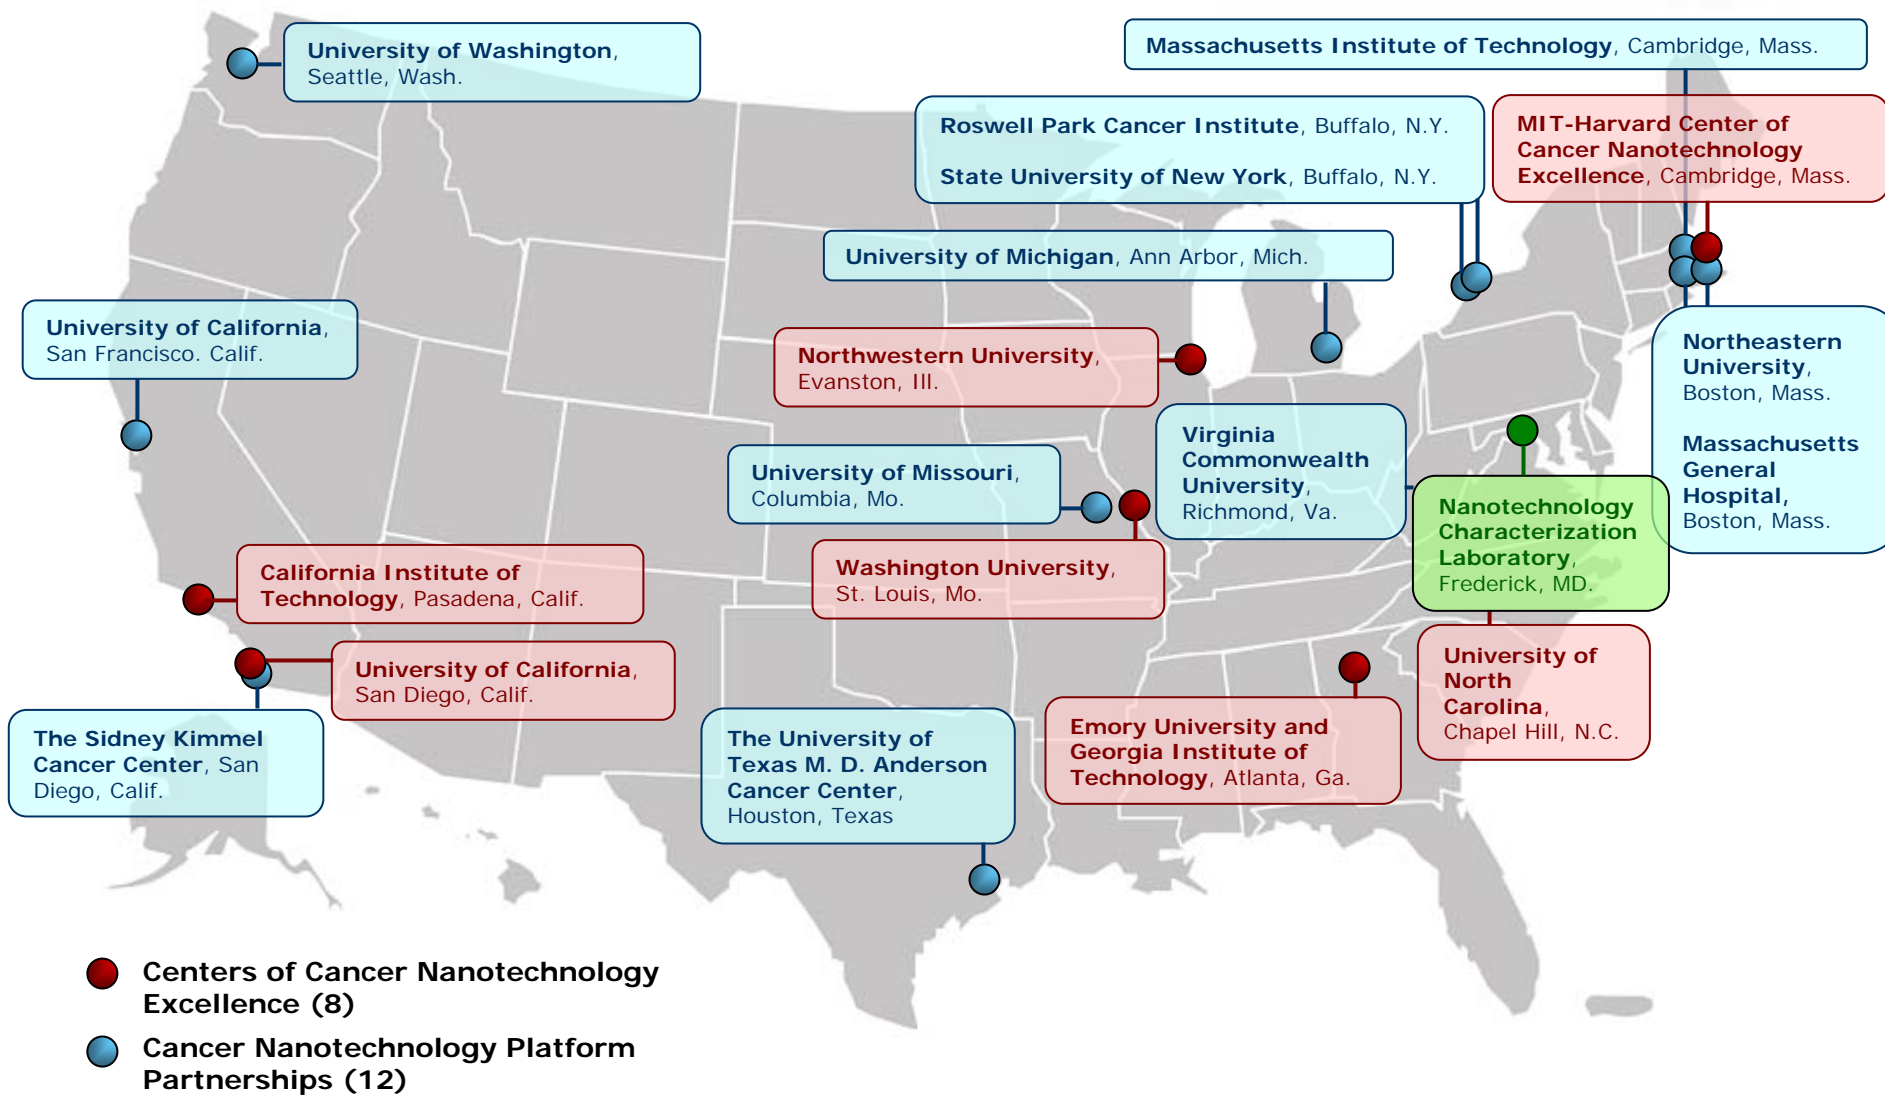 University of Washington,
Seattle, Wash.
Massachusetts Institute of Technology, Cambridge, Mass.
Roswell Park Cancer Institute, Buffalo, N.Y.
State University of New York, Buffalo, N.Y.
MIT-Harvard Center of
Cancer Nanotechnology
Excellence, Cambridge, Mass.
University of Michigan, Ann Arbor, Mich.
University of California,
San Francisco. Calif.
Northwestern University,
Evanston, Ill.
Northeastern
University,
Boston, Mass.
Massachusetts
General
Hospital,
Boston, Mass.
Virginia
Commonwealth
University,
Richmond, Va.
University of Missouri,
Columbia, Mo.
Nanotechnology
Characterization
Laboratory,
Frederick, MD.
California Institute of
Technology, Pasadena, Calif.
Washington University,
St. Louis, Mo.
University of California,
San Diego, Calif.
University of
North
Carolina,
Chapel Hill, N.C.
The Sidney Kimmel
Cancer Center, San
Diego, Calif.
The University of
Texas M. D. Anderson
Cancer Center,
Houston, Texas
Emory University and
Georgia Institute of
Technology, Atlanta, Ga.
Centers of Cancer Nanotechnology
Excellence (8)
Cancer Nanotechnology Platform
Partnerships (12)